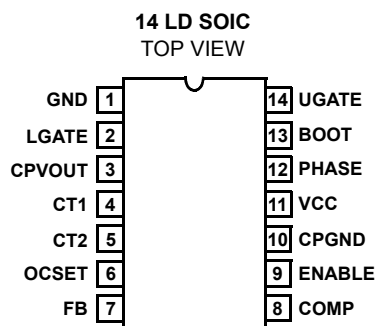 14 LD SOIC
TOP VIEW
GND 1 14 UGATE
LGATE 2 13 BOOT
CPVOUT 3 12 PHASE
CT1 4 11 VCC
CT2 5 10 CPGND
OCSET 6 9 ENABLE
FB 7 8 COMP